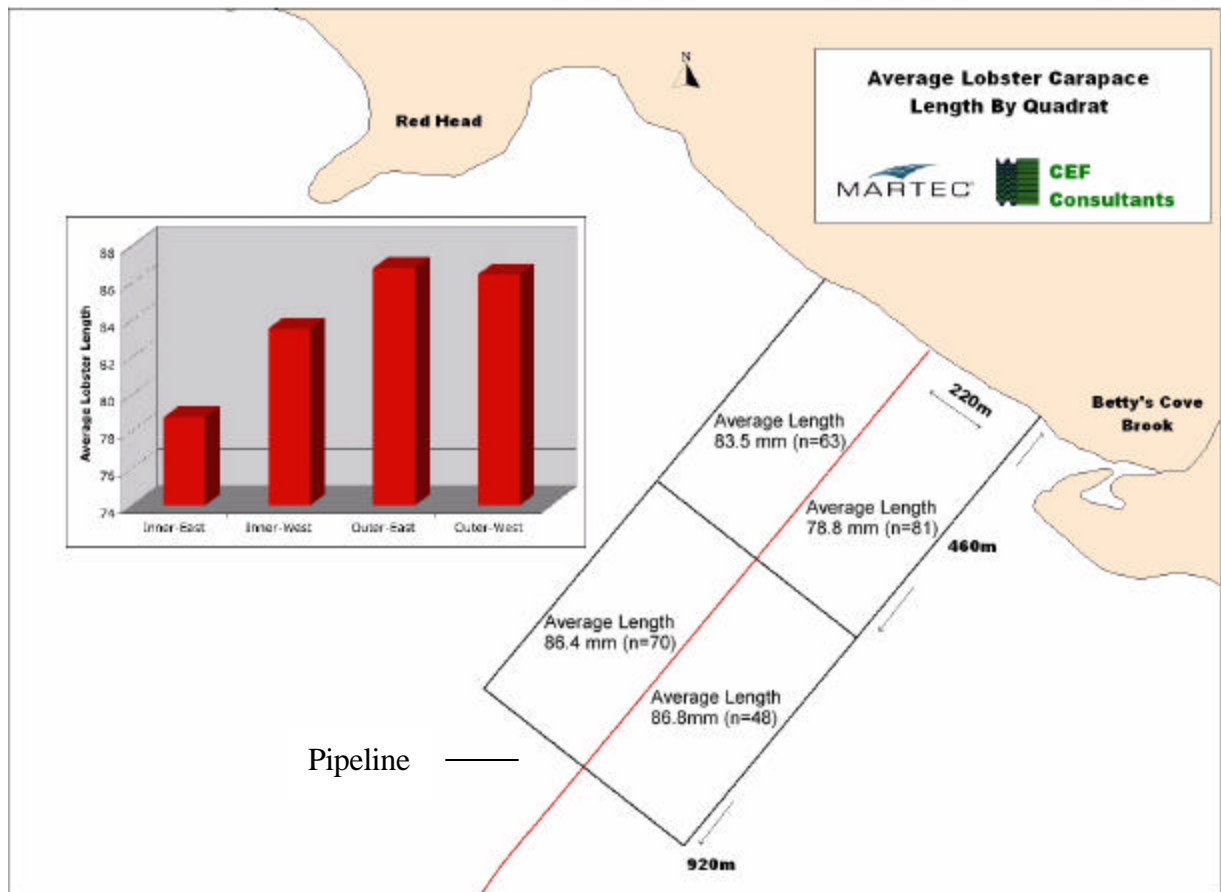 N
Average Lobster Carapace
Length By Quadrat
MARTEC
CEF
Consultants
Red Head
88
86
84
82
80
78
76
74
Average Lobster Length
Inner-East
Inner-West
Outer-East
Outer-West
220m
Betty's Cove
Brook
Average Length
83.5 mm (n=63)
Average Length
78.8 mm (n=81)
460m
Average Length
86.4 mm (n=70)
Average Length
86.8mm (n=48)
Pipeline
920m